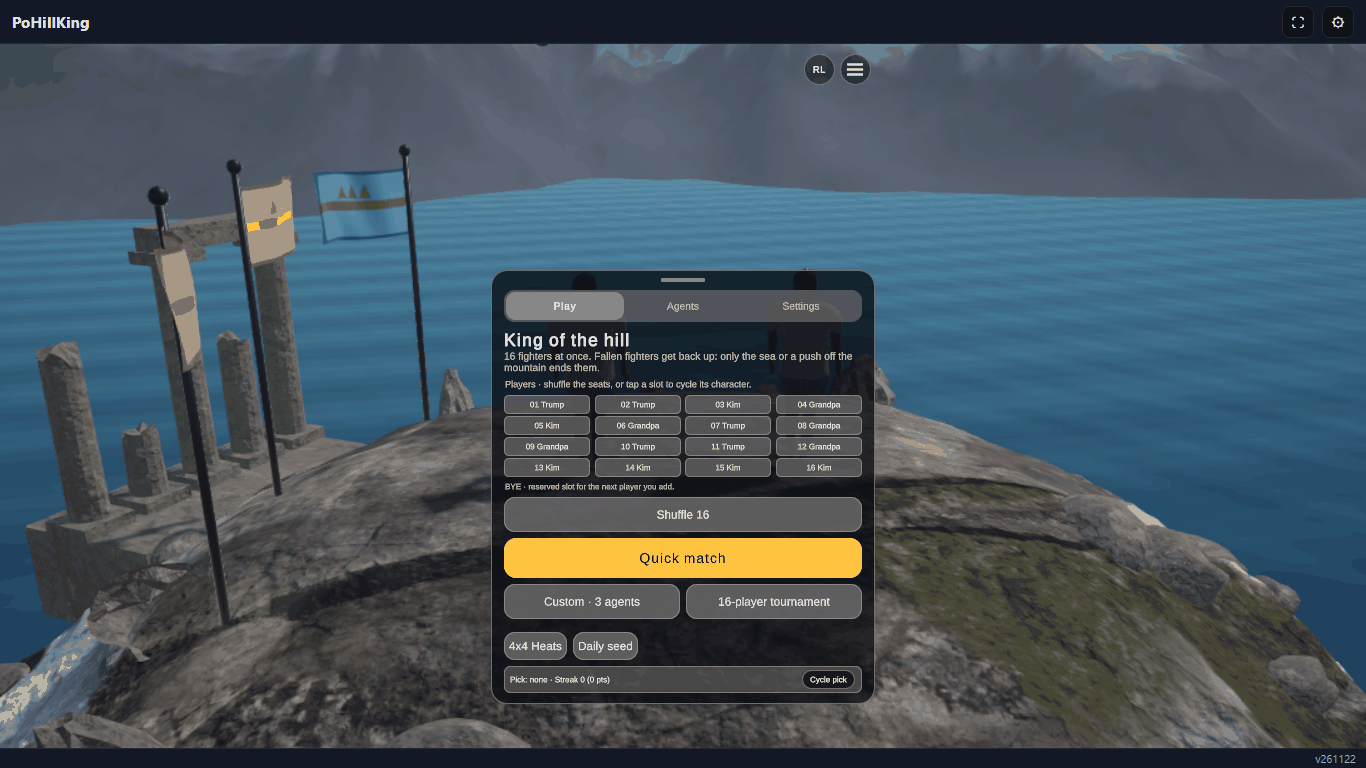 PoHillKing
RL
Play
Agents
Settings
King of the hill
16 fighters at once. Fallen fighters get back up: only the sea or a push off the
mountain ends them.
Players · shuffle the seats, or tap a slot to cycle its character.
01 Trump
02 Trump
03 Kim
04 Grandpa
05 Kim
06 Grandpa
07 Trump
08 Grandpa
09 Grandpa
10 Trump
11 Trump
12 Grandpa
13 Kim
14 Kim
15 Kim
16 Kim
BYE · reserved slot for the next player you add.
Shuffle 16
Quick match
Custom · 3 agents
16-player tournament
4x4 Heats
Daily seed
Pick: none · Streak 0 (0 pts)
Cycle pick
v261122